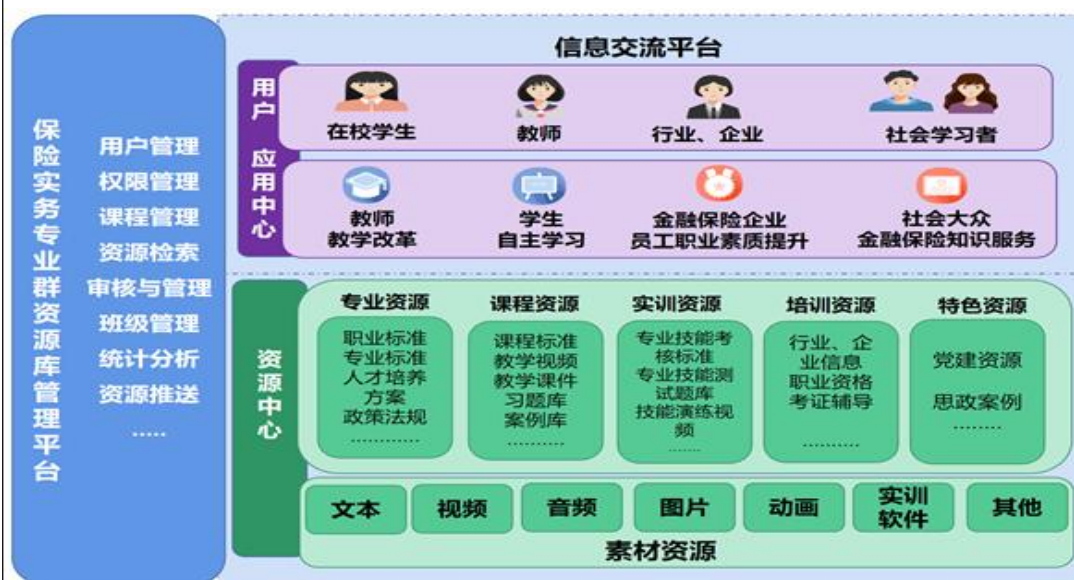 保险实务专业群资源库管理平台
用户管理
权限管理
课程管理
资源检索
审核与管理
班级管理
统计分析
资源推送
.....
信息交流平台
用户 应用中心
在校学生
教师
行业、企业
社会学习者
教师
教学改革
学生
自主学习
金融保险企业
员工职业素质提升
社会大众
金融保险知识服务
资源中心
专业资源
职业标准
专业标准
人才培养
方案
政策法规
............
课程资源
课程标准
教学视频
教学课件
习题库
案例库
..........
实训资源
专业技能考
核标准
专业技能测
试题库
技能演练视
频
.......
培训资源
行业、企
业信息
职业资格
考证辅导
..........
特色资源
党建资源
思政案例
........
文本
视频
音频
图片
动画
实训
软件
其他
素材资源